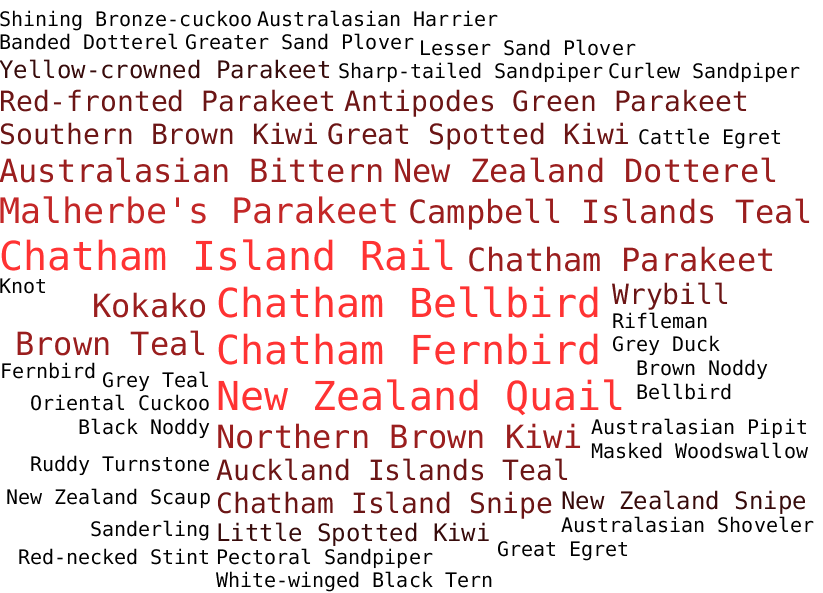 Shining Bronze-cuckoo Australasian Harrier
Banded Dotterel Greater Sand Plover Lesser Sand Plover
Yellow-crowned Parakeet Sharp-tailed Sandpiper Curlew Sandpiper
Red-fronted Parakeet Antipodes Green Parakeet
Southern Brown Kiwi Great Spotted Kiwi Cattle Egret
Australasian Bittern New Zealand Dotterel
Malherbe's Parakeet Campbell Islands Teal
Chatham Island Rail Chatham Parakeet
Knot
Kokako Chatham Bellbird Wrybill
Rifleman
Brown Teal Chatham Fernbird Grey Duck
Fernbird Brown Noddy
Grey Teal
Oriental Cuckoo New Zealand Quail Bellbird
Black Noddy Northern Brown Kiwi Australasian Pipit
Masked Woodswallow
Ruddy Turnstone Auckland Islands Teal
New Zealand Scaup Chatham Island Snipe New Zealand Snipe
Sanderling Little Spotted Kiwi Australasian Shoveler
Red-necked Stint Pectoral Sandpiper Great Egret
White-winged Black Tern